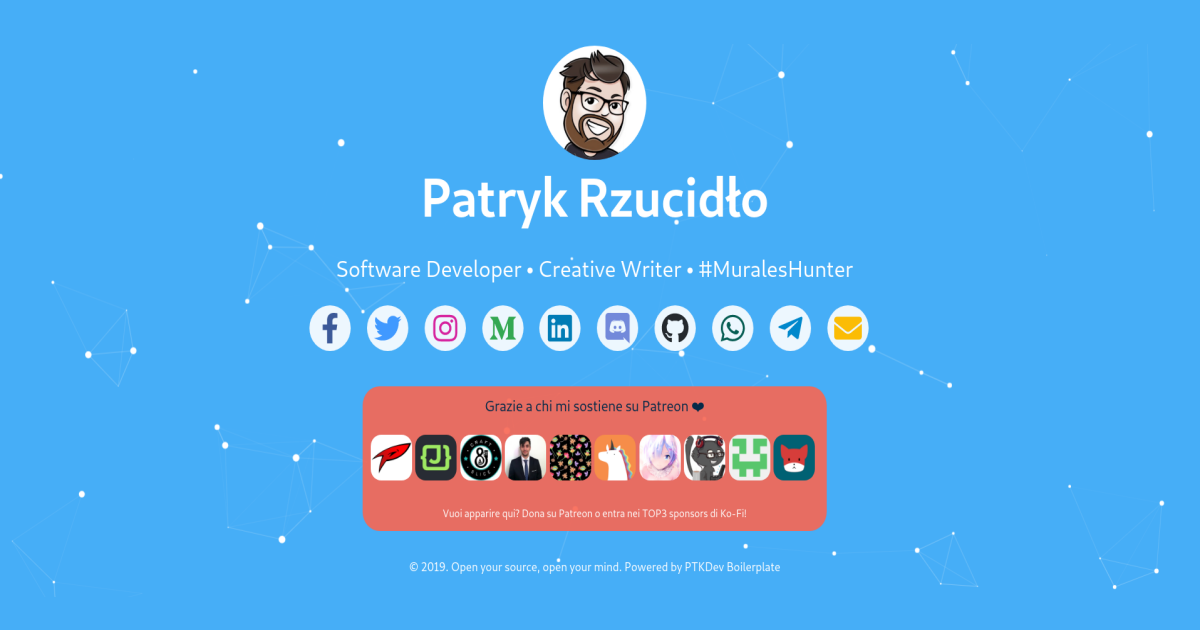 Patryk Rzucidło
Software Developer • Creative Writer • #MuralesHunter
Grazie a chi mi sostiene su Patreon ❤
Vuoi apparire qui? Dona su Patreon o entra nei TOP3 sponsors di Ko-Fi!
© 2019. Open your source, open your mind. Powered by PTKDev Boilerplate